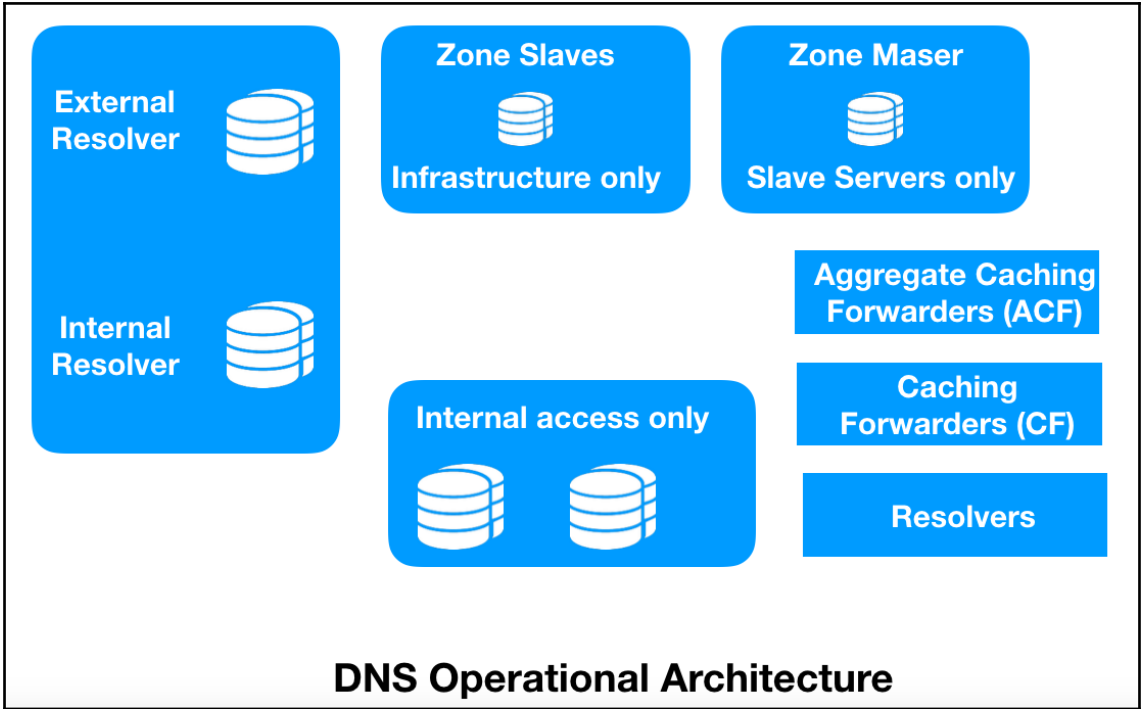 External
Resolver
Internal
Resolver
Zone Slaves
Infrastructure only
Zone Maser
Slave Servers only
Internal access only
Aggregate Caching
Forwarders (ACF)
Caching
Forwarders (CF)
Resolvers
DNS Operational Architecture